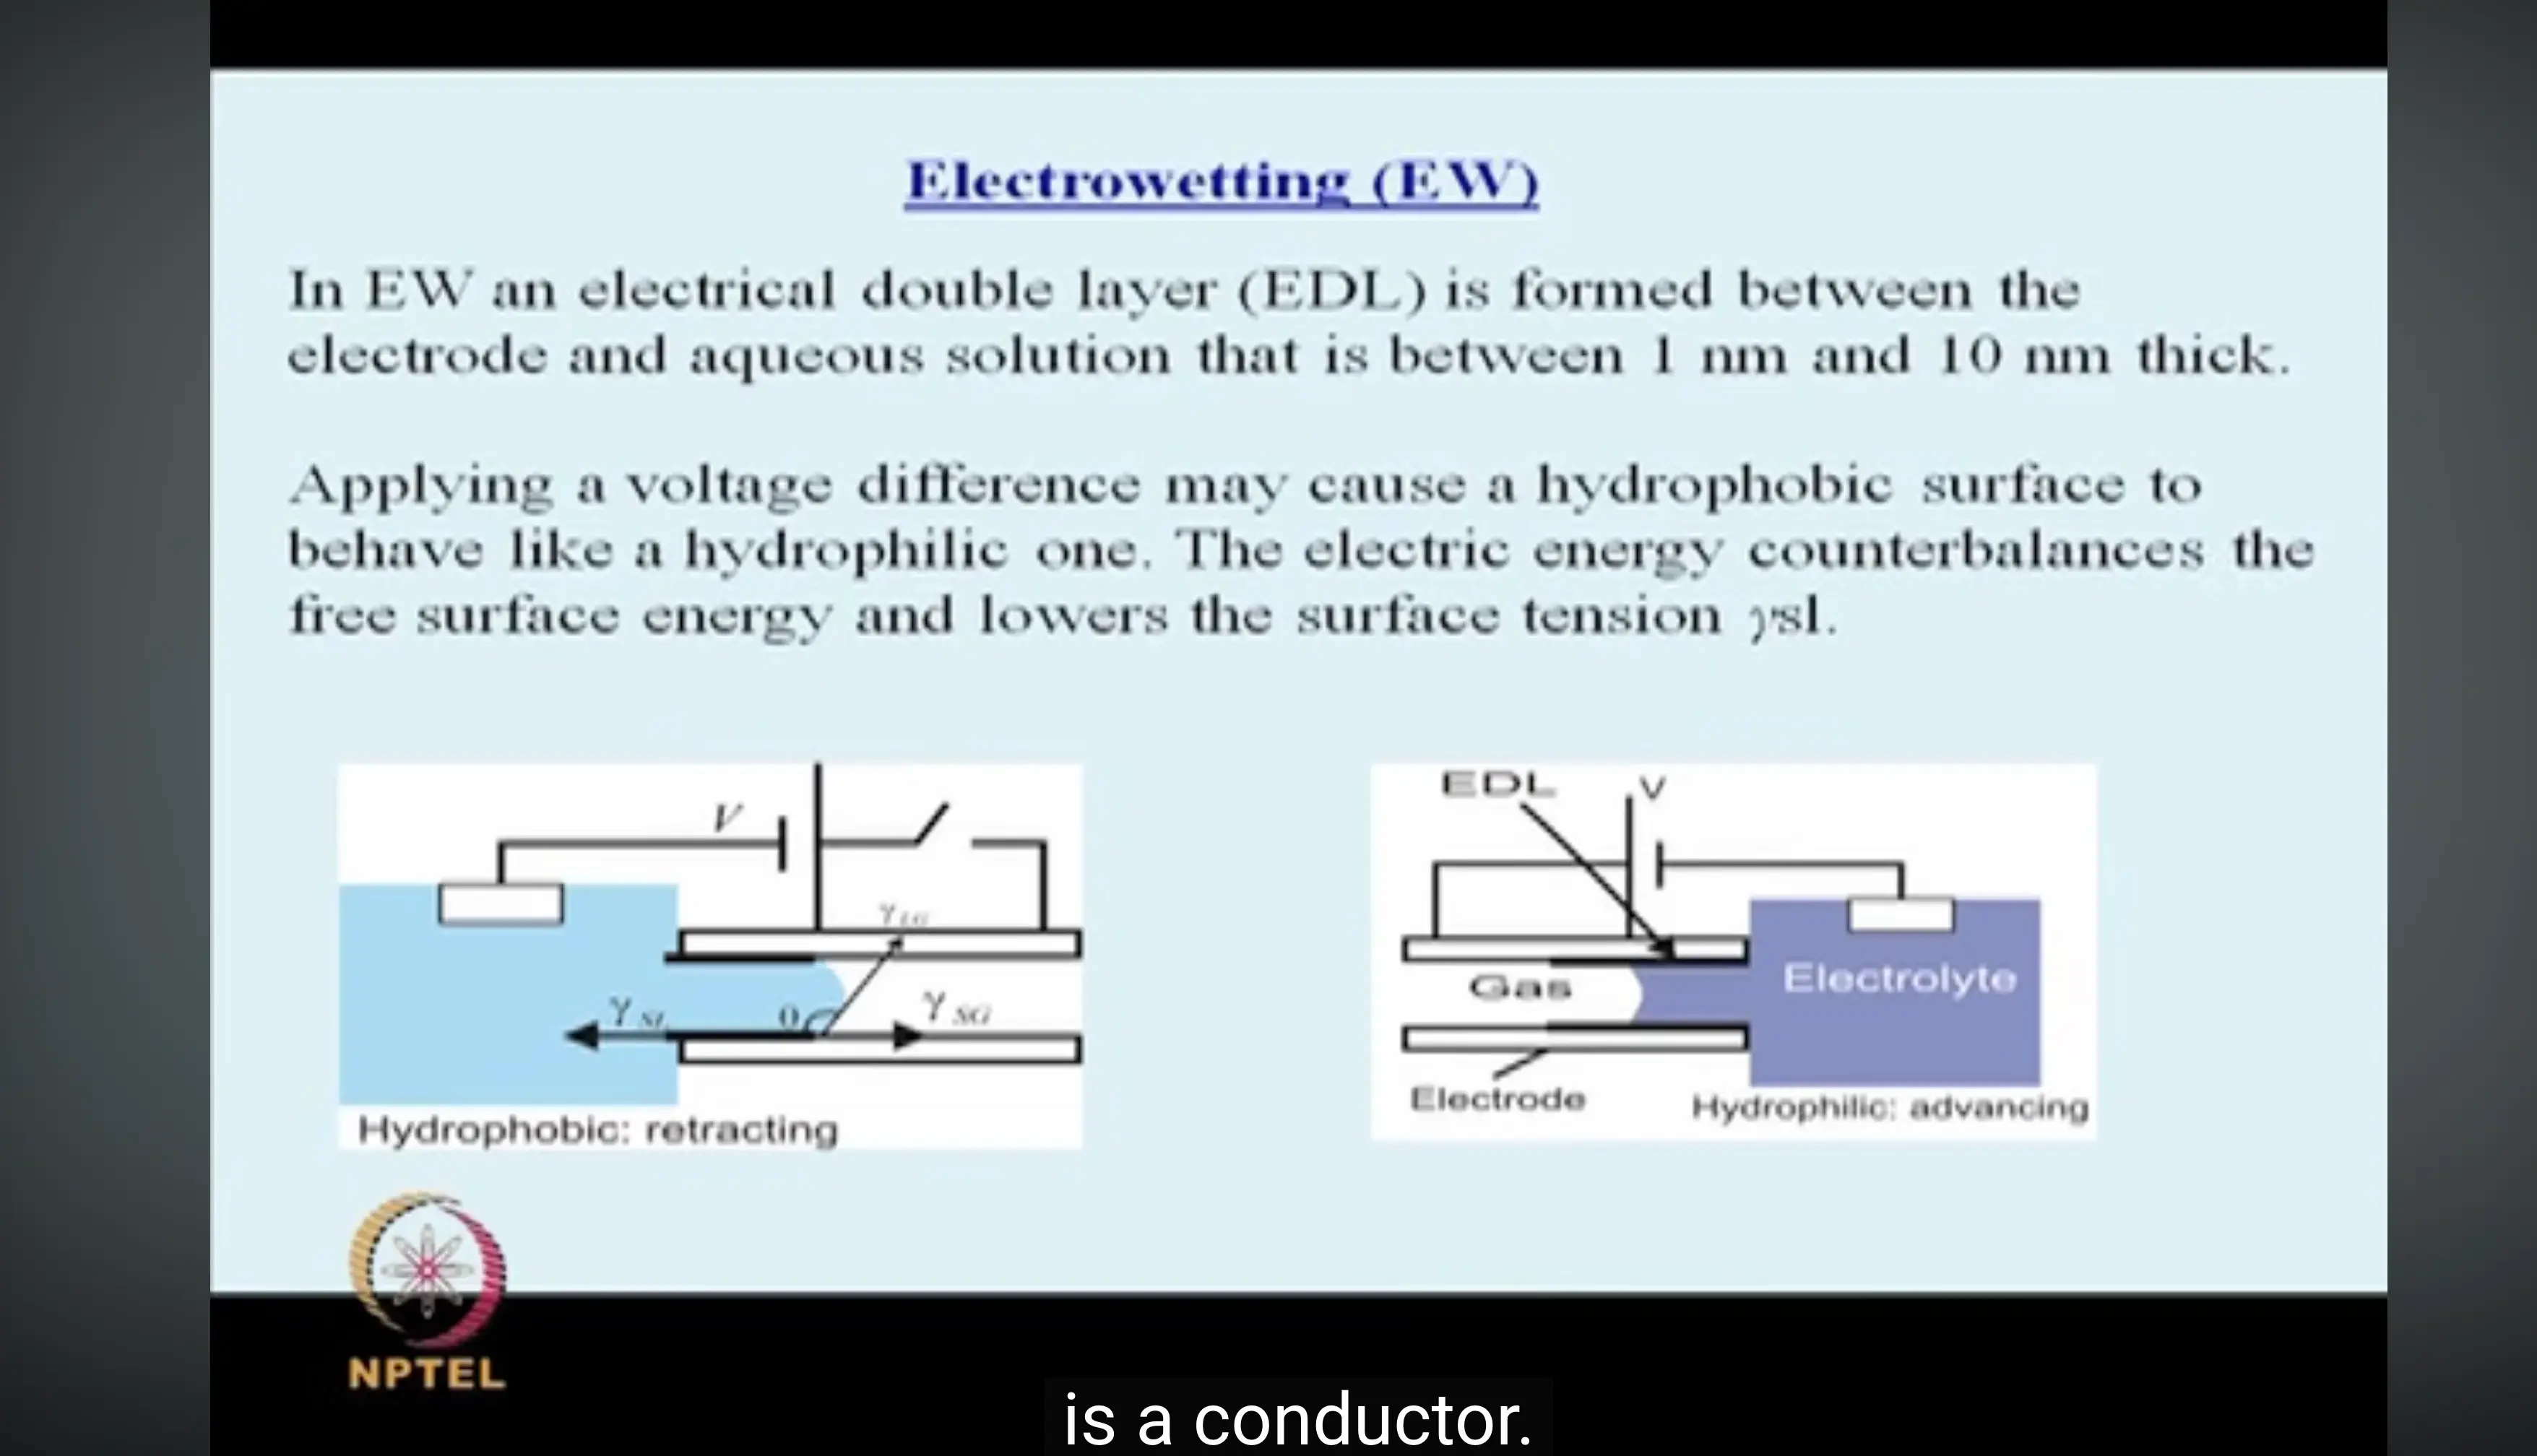 Electrowetting (EW)
In EW an electrical double layer (EDL) is formed between the
electrode and aqueous solution that is between 1 nm and 10 nm thick.
Applying a voltage difference may cause a hydrophobic surface to
behave like a hydrophilic one. The electric energy counterbalances the
free surface energy and lowers the surface tension γsl.
V
γ LG
γ SL
θ
γ SG
Hydrophobic: retracting
EDL
V
Gas
Electrolyte
Electrode
Hydrophilic: advancing
NPTEL
is a conductor.